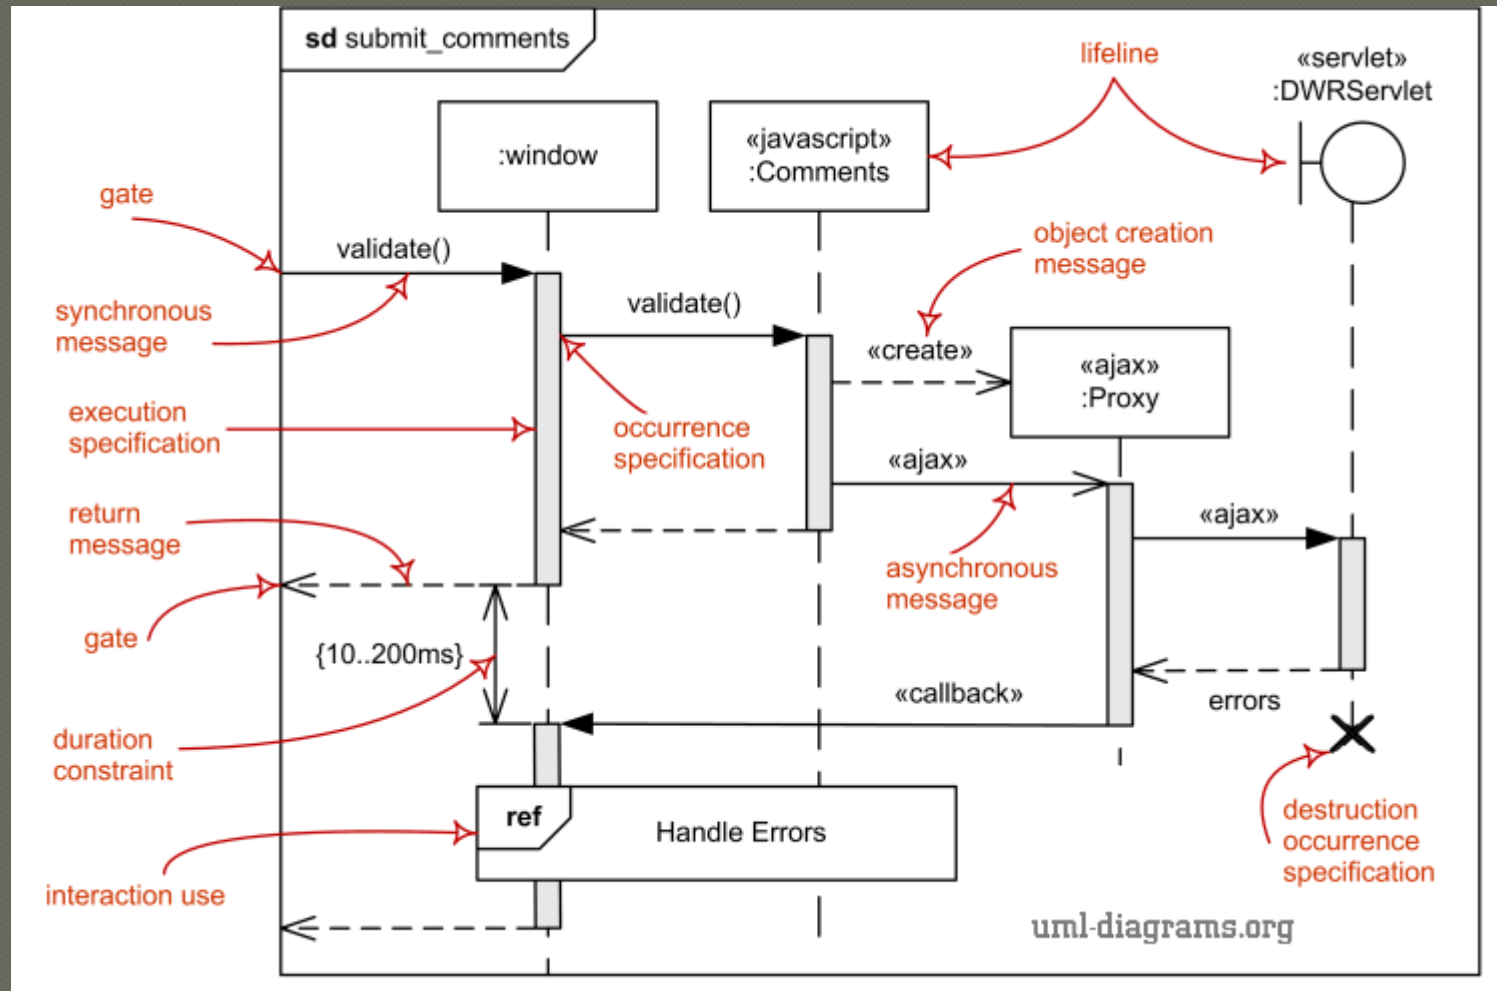 sd submit_comments
lifeline
«servlet»
:DWRServlet
:window
«javascript»
:Comments
gate
validate()
object creation
message
synchronous
message
validate()
«create»
«ajax»
:Proxy
execution
specification
occurrence
specification
«ajax»
return
message
«ajax»
asynchronous
message
gate
{10..200ms}
«callback»
errors
duration
constraint
ref
Handle Errors
destruction
occurrence
specification
interaction use
uml-diagrams.org